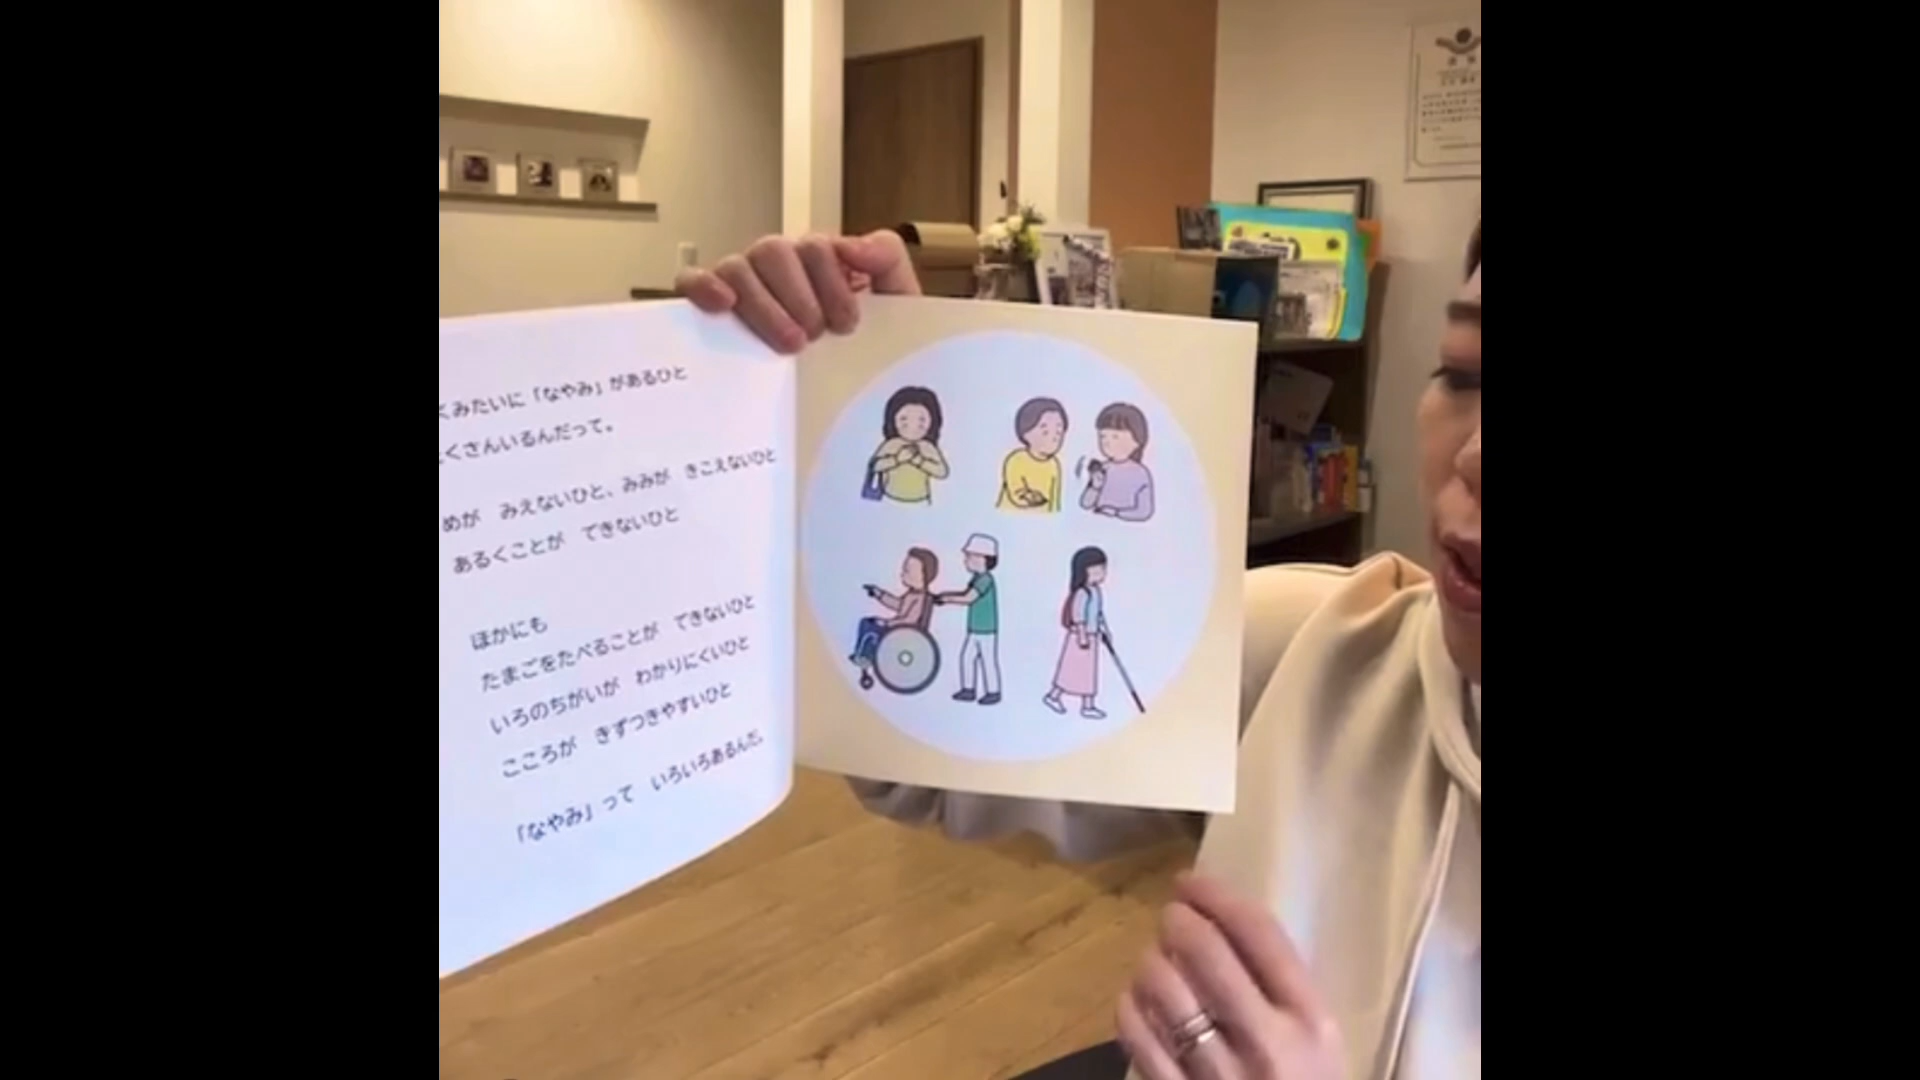 くみたいに「なやみ」があるひと
くさんいるんだって。
めが みえないひと、みみが きこえないひと
あるくことが できないひと
ほかにも
たまごをたべることが できないひと
いろのちがいが わかりにくいひと
こころが きずつきやすいひと
「なやみ」って いろいろあるんだ。